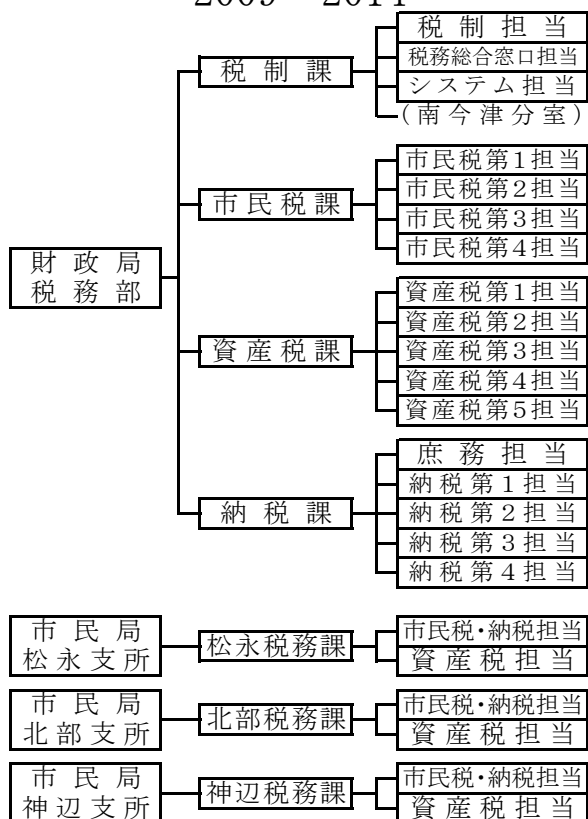 税制担当
税務総合窓口担当
税制課
システム担当
(南今津分室)
市民税第1担当
市民税第2担当
市民税課
市民税第3担当
市民税第4担当
財政局
税務部
資産税第1担当
資産税第2担当
資産税課
資産税第3担当
資産税第4担当
資産税第5担当
庶務担当
納税第1担当
納税課
納税第2担当
納税第3担当
納税第4担当
市民局
松永支所
松永税務課
市民税・納税担当
資産税担当
市民局
北部支所
北部税務課
市民税・納税担当
資産税担当
市民局
神辺支所
神辺税務課
市民税・納税担当
資産税担当